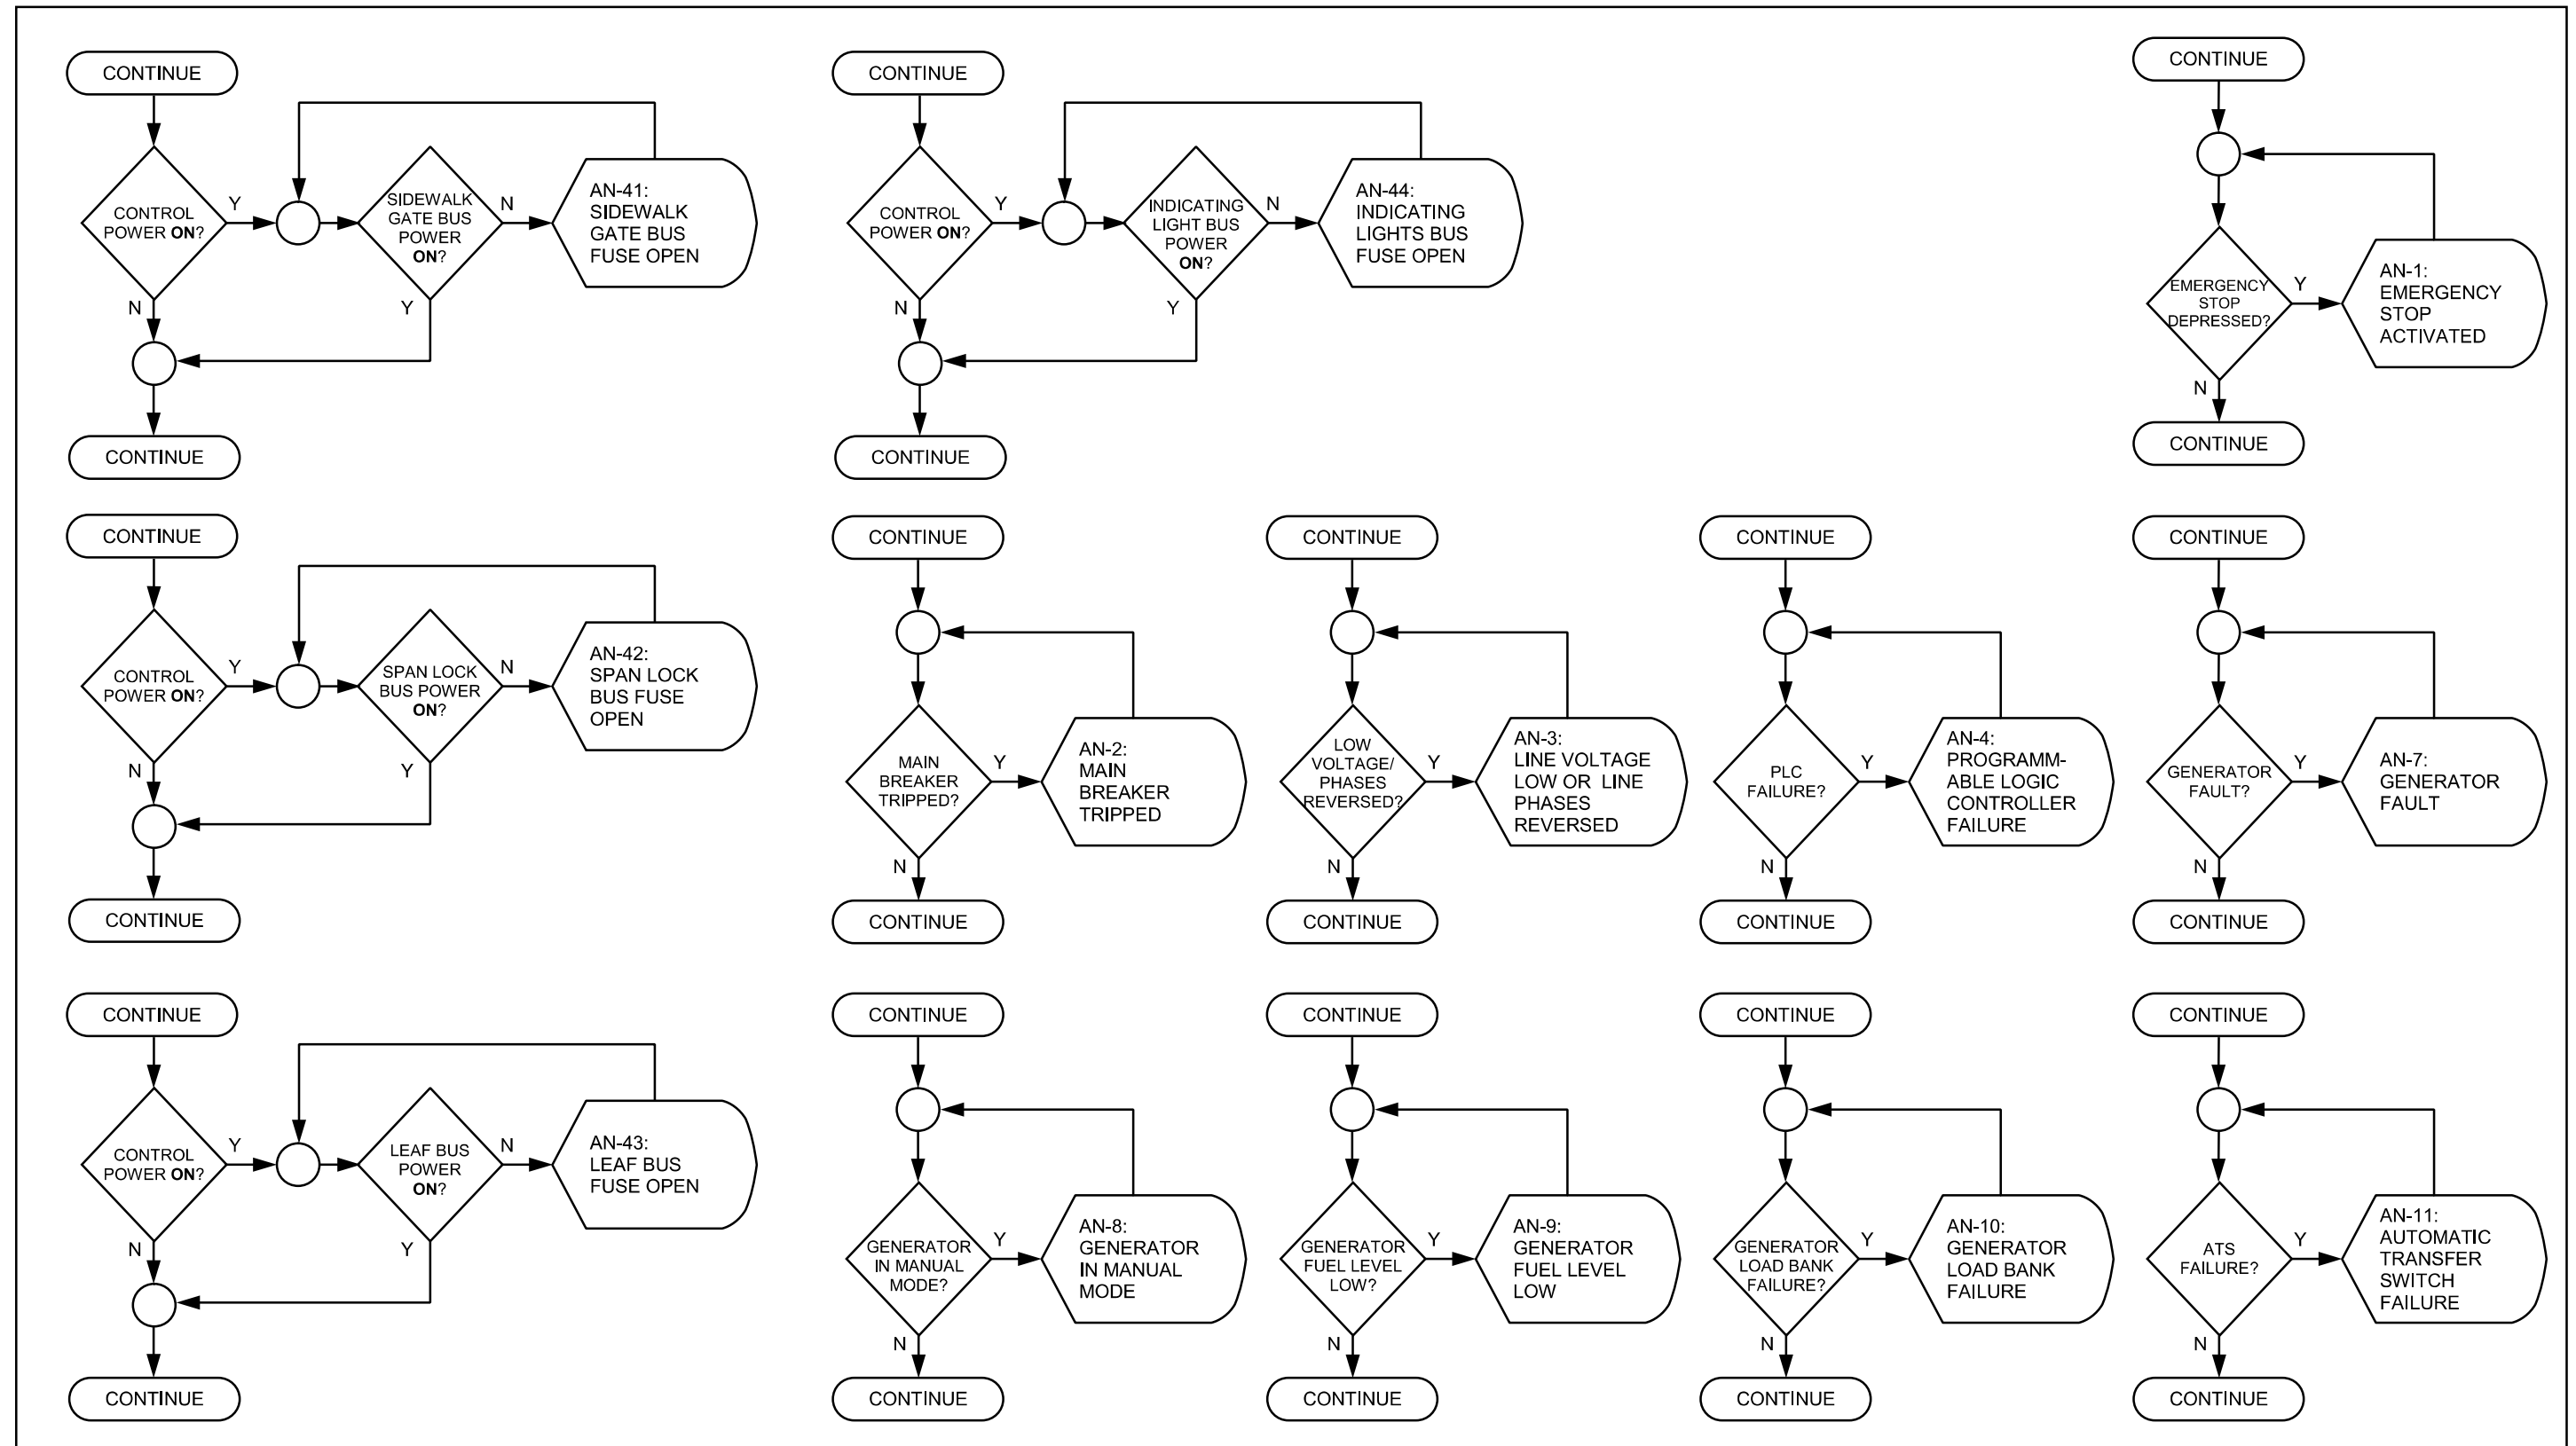 CONTINUE
CONTROL
POWER ON?
Y
N
SIDEWALK
GATE BUS
POWER
ON?
N
Y
AN-41:
SIDEWALK
GATE BUS
FUSE OPEN
CONTINUE
CONTINUE
CONTROL
POWER ON?
Y
N
INDICATING
LIGHT BUS
POWER
ON?
N
Y
AN-44:
INDICATING
LIGHTS BUS
FUSE OPEN
CONTINUE
CONTINUE
EMERGENCY
STOP
DEPRESSED?
Y
N
AN-1:
EMERGENCY
STOP
ACTIVATED
CONTINUE
CONTINUE
CONTROL
POWER ON?
Y
N
SPAN LOCK
BUS POWER
ON?
N
Y
AN-42:
SPAN LOCK
BUS FUSE
OPEN
CONTINUE
CONTINUE
MAIN
BREAKER
TRIPPED?
Y
N
AN-2:
MAIN
BREAKER
TRIPPED
CONTINUE
CONTINUE
LOW
VOLTAGE/
PHASES
REVERSED?
Y
N
AN-3:
LINE VOLTAGE
LOW OR LINE
PHASES
REVERSED
CONTINUE
CONTINUE
PLC
FAILURE?
Y
N
AN-4:
PROGRAMM-
ABLE LOGIC
CONTROLLER
FAILURE
CONTINUE
CONTINUE
GENERATOR
FAULT?
Y
N
AN-7:
GENERATOR
FAULT
CONTINUE
CONTINUE
CONTROL
POWER ON?
Y
N
LEAF BUS
POWER
ON?
N
Y
AN-43:
LEAF BUS
FUSE OPEN
CONTINUE
CONTINUE
GENERATOR
IN MANUAL
MODE?
Y
N
AN-8:
GENERATOR
IN MANUAL
MODE
CONTINUE
CONTINUE
GENERATOR
FUEL LEVEL
LOW?
Y
N
AN-9:
GENERATOR
FUEL LEVEL
LOW
CONTINUE
CONTINUE
GENERATOR
LOAD BANK
FAILURE?
Y
N
AN-10:
GENERATOR
LOAD BANK
FAILURE
CONTINUE
CONTINUE
ATS
FAILURE?
Y
N
AN-11:
AUTOMATIC
TRANSFER
SWITCH
FAILURE
CONTINUE